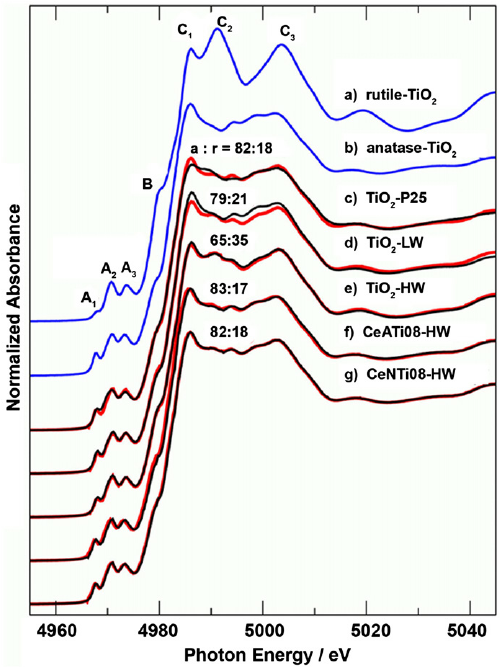 C1
C2
C3
a) rutile-TiO2
b) anatase-TiO2
a : r = 82:18
B
c) TiO2-P25
79:21
d) TiO2-LW
65:35
A1
A2
A3
e) TiO2-HW
83:17
f) CeATi08-HW
82:18
g) CeNTi08-HW
Normalized Absorbance
4960
4980
5000
5020
5040
Photon Energy / eV